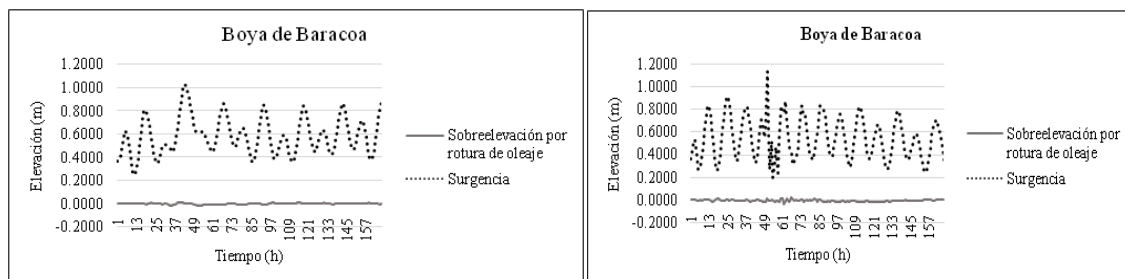 Boya de Baracoa
1.2000
1.0000
0.8000
0.6000
0.4000
0.2000
0.0000
-0.2000
Elevación (m)
1 13 25 37 49 61 73 85 97 109 121 133 145 157
Tiempo (h)
Sobreelevación por
rotura de oleaje
Surgencia
Boya de Baracoa
1.2000
1.0000
0.8000
0.6000
0.4000
0.2000
0.0000
-0.2000
Elevación (m)
1 13 25 37 49 61 73 85 97 109 121 133 145 157
Tiempo (h)
Sobreelevación por
rotura de oleaje
Surgencia